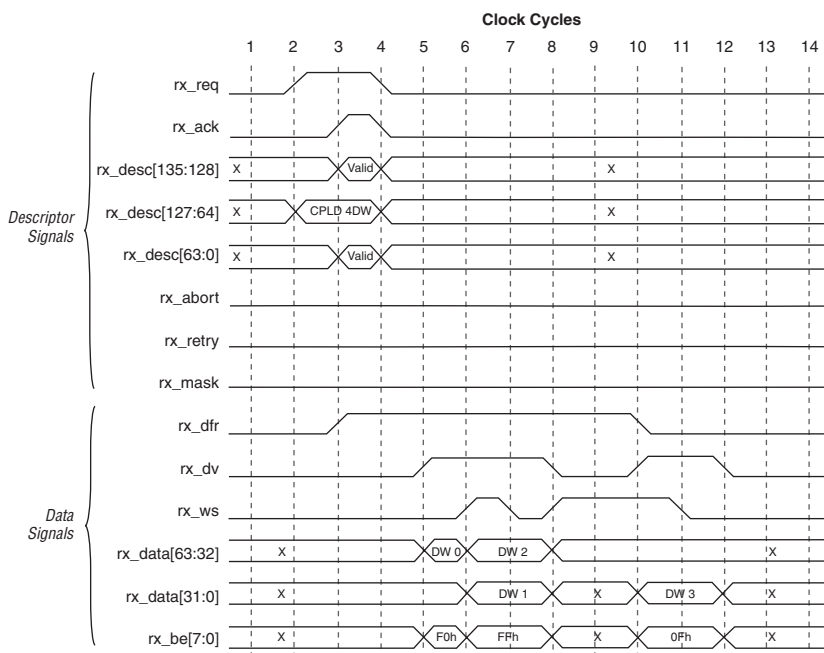 Clock Cycles
1 2 3 4 5 6 7 8 9 10 11 12 13 14
rx_req
rx_ack
rx_desc[135:128] X Valid X
rx_desc[127:64] X CPLD 4DW X
rx_desc[63:0] X Valid X
rx_abort
rx_retry
rx_mask
Descriptor
Signals
rx_dfr
rx_dv
rx_ws
rx_data[63:32] X DW 0 DW 2 X
rx_data[31:0] X DW 1 X DW 3 X
rx_be[7:0] X F0h FFh X 0Fh X
Data
Signals